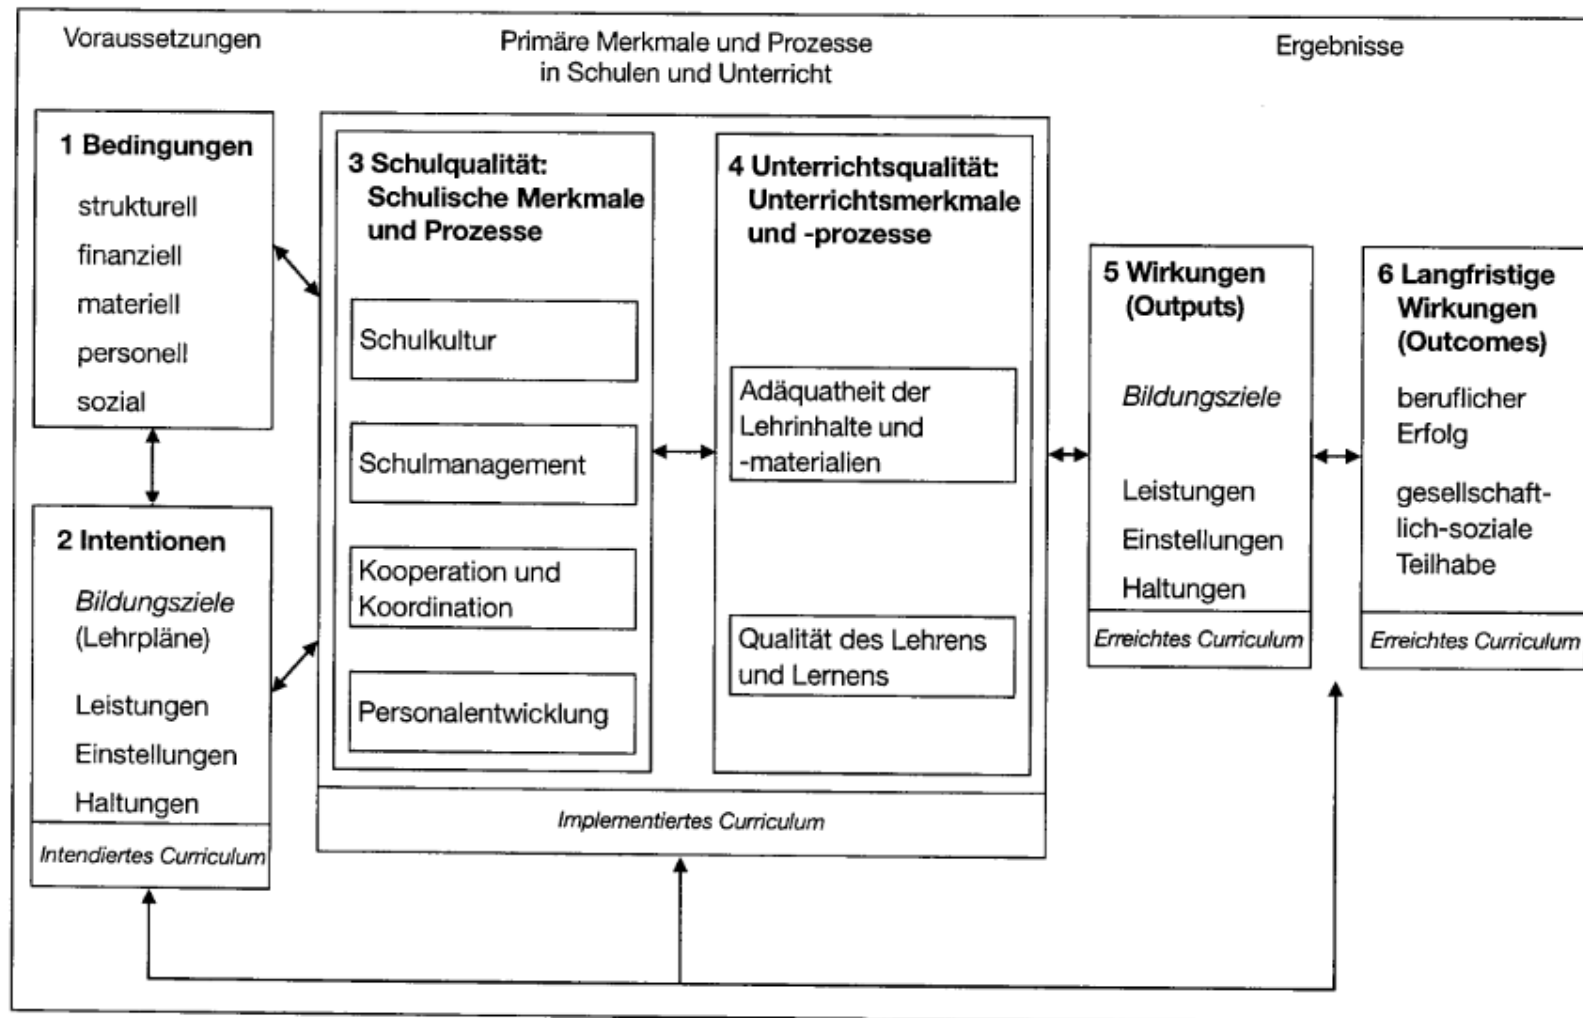 Voraussetzungen
Primäre Merkmale und Prozesse
in Schulen und Unterricht
Ergebnisse
1 Bedingungen
strukturell
finanziell
materiell
personell
sozial
2 Intentionen
Bildungsziele
(Lehrpläne)
Leistungen
Einstellungen
Haltungen
Intendiertes Curriculum
3 Schulqualität:
Schulische Merkmale
und Prozesse
Schulkultur
Schulmanagement
Kooperation und
Koordination
Personalentwicklung
4 Unterrichtsqualität:
Unterrichtsmerkmale
und -prozesse
Adäquatheit der
Lehrinhalte und
-materialien
Qualität des Lehrens
und Lernens
Implementiertes Curriculum
5 Wirkungen
(Outputs)
Bildungsziele
Leistungen
Einstellungen
Haltungen
Erreichtes Curriculum
6 Langfristige
Wirkungen
(Outcomes)
beruflicher
Erfolg
gesellschaft-
lich-soziale
Teilhabe
Erreichtes Curriculum